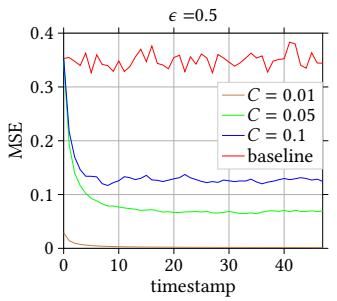 ϵ =0.5
0.4
0.3
0.2
0.1
0
MSE
C = 0.01
C = 0.05
C = 0.1
baseline
0 10 20 30 40
timestamp